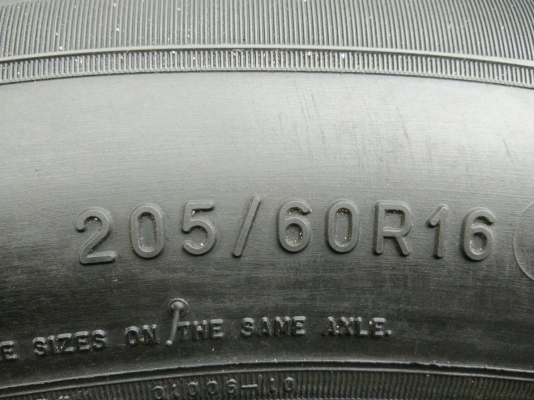 205/60R16
E SIZES ON THE SAME AXLE.